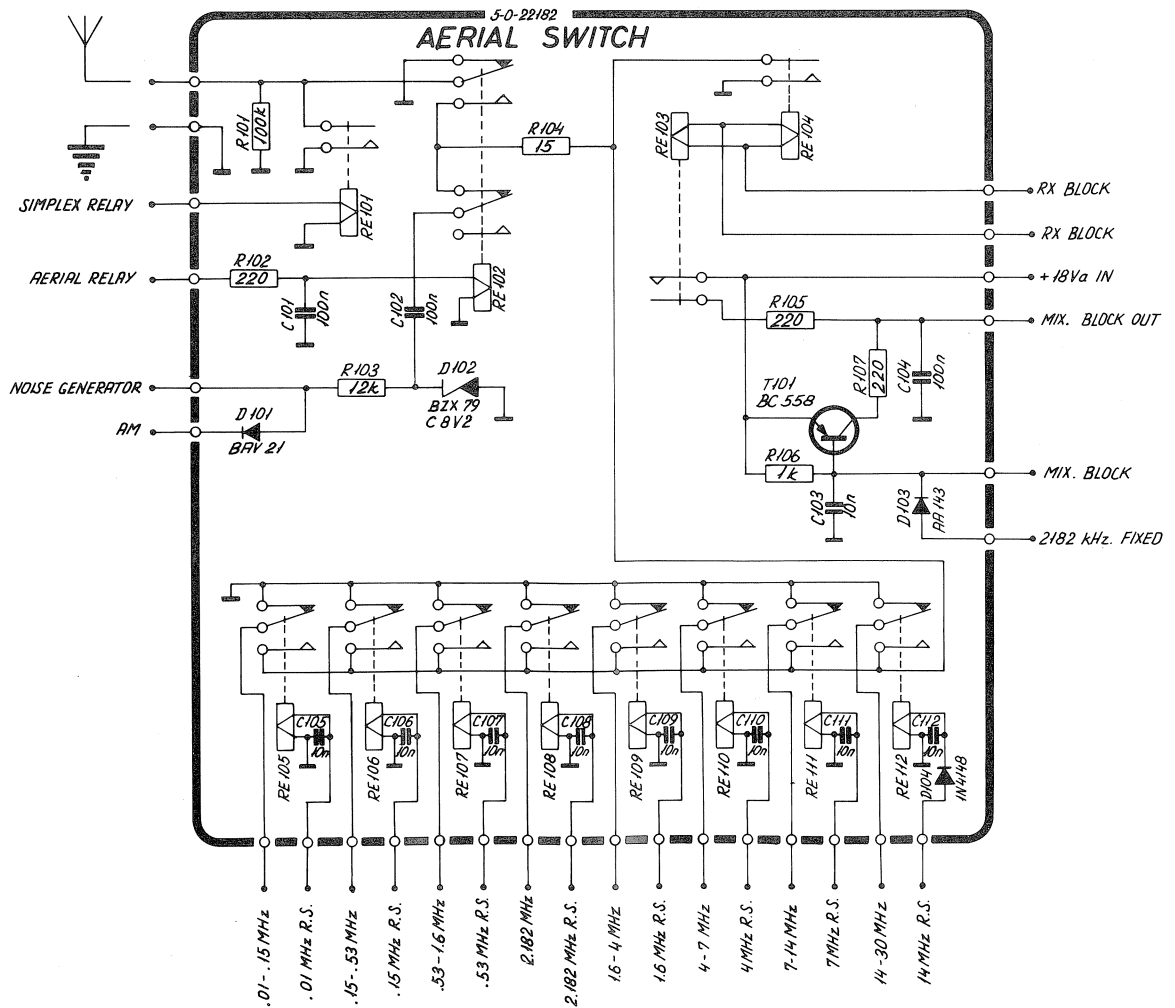 5-0-22182
AERIAL SWITCH
R101
100k
RE101
R104
15
RE103
RE104
RX BLOCK
SIMPLEX RELAY
RX BLOCK
AERIAL RELAY
R102
220
C101
100n
C102
100n
RE102
+18Va IN
R105
220
MIX. BLOCK OUT
R107
220
C104
100n
NOISE GENERATOR
R103
12k
D102
BZX 79
C 8V2
T101
BC 558
AM
D101
BAV 21
R106
1k
C103
10n
D103
AA 143
MIX. BLOCK
2182 kHz. FIXED
C105
10n
RE105
C106
10n
RE106
C107
10n
RE107
C108
10n
RE108
C109
10n
RE109
C110
10n
RE110
C111
10n
RE111
C112
10n
RE112
D104
1N4148
.01-.15 MHz
.01 MHz R.S.
.15-.53 MHz
.15 MHz R.S.
.53-1.6 MHz
.53 MHz R.S.
2.182 MHz
2.182 MHz R.S.
1.6-4 MHz
1.6 MHz R.S.
4-7 MHz
4 MHz R.S.
7-14 MHz
7 MHz R.S.
14-30 MHz
14 MHz R.S.